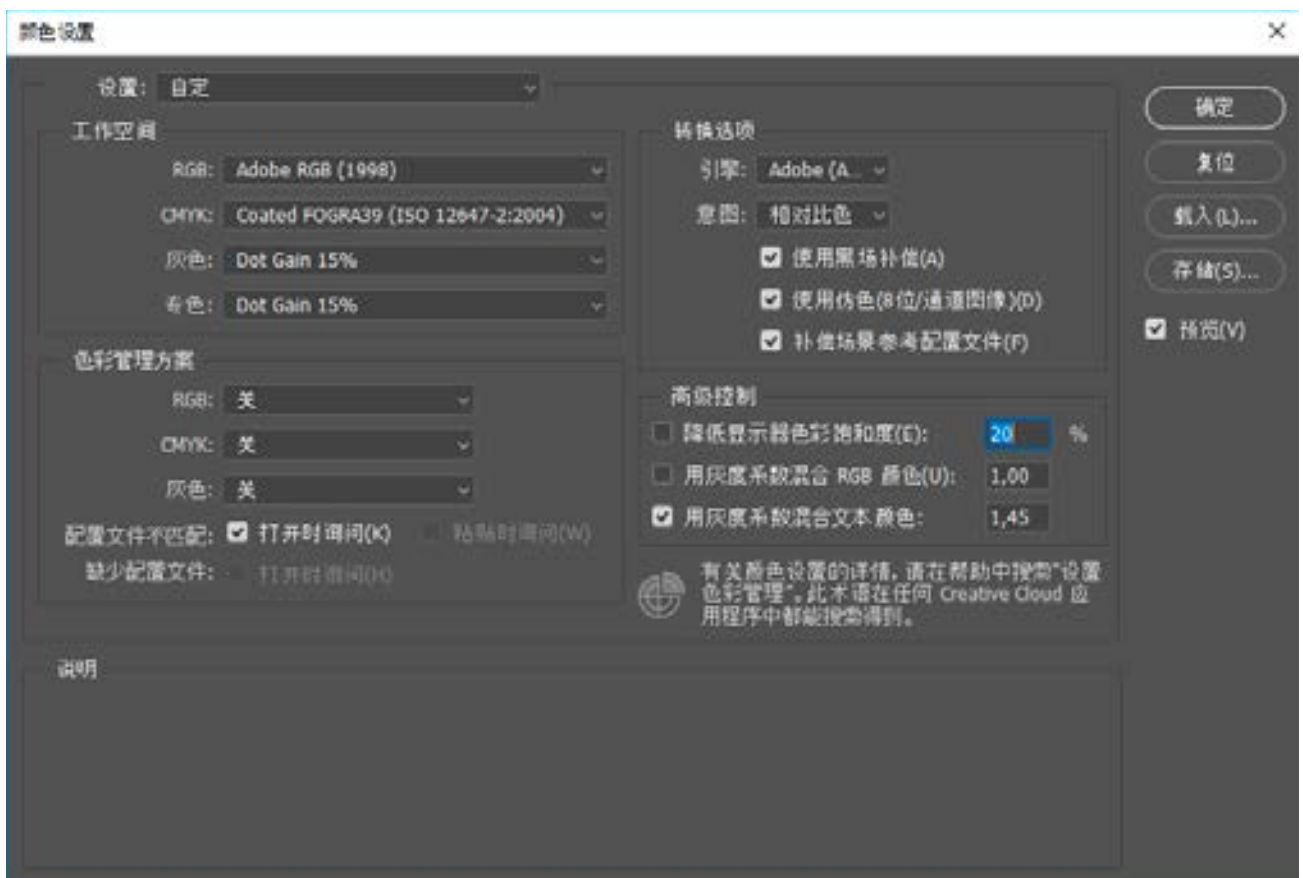 颜色设置
设置: 自定
工作空间
RGB: Adobe RGB (1998)
CMYK: Coated FOGRA39 (ISO 12647-2:2004)
灰色: Dot Gain 15%
专色: Dot Gain 15%
色彩管理方案
RGB: 关
CMYK: 关
灰色: 关
配置文件不匹配: 打开时询问(K) 粘贴时询问(W)
缺少配置文件: 打开时询问(H)
转换选项
引擎: Adobe (A...
意图: 相对比色
使用黑场补偿(A)
使用仿色(8位/通道图像)(D)
补偿场景参考配置文件(F)
高级控制
降低显示器色彩饱和度(E): 20 %
用灰度系数混合 RGB 颜色(U): 1,00
用灰度系数混合文本颜色: 1,45
有关颜色设置的详情,请在帮助中搜索“设置
色彩管理”。此术语在任何 Creative Cloud 应
用程序中都能搜索得到。
确定
复位
载入(L)...
存储(S)...
预览(V)
说明